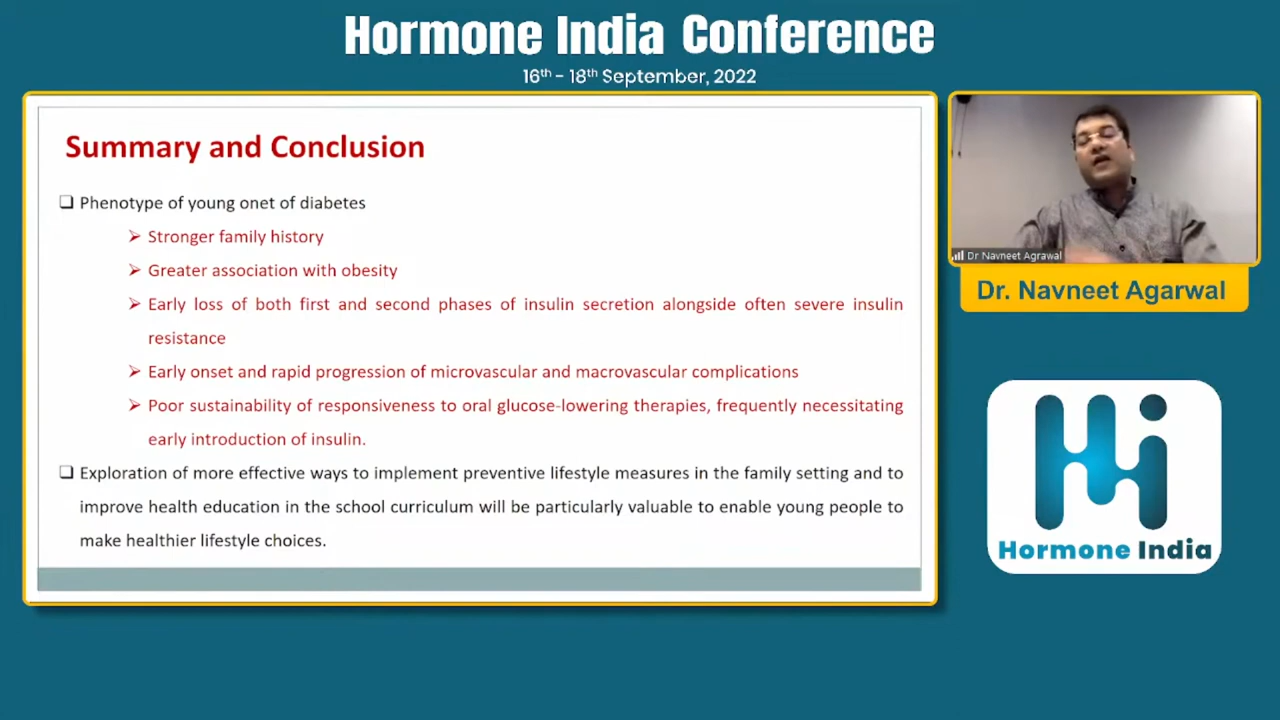 Hormone India Conference
16th - 18th September, 2022
Summary and Conclusion
❑ Phenotype of young onet of diabetes
➢ Stronger family history
➢ Greater association with obesity
➢ Early loss of both first and second phases of insulin secretion alongside often severe insulin
resistance
➢ Early onset and rapid progression of microvascular and macrovascular complications
➢ Poor sustainability of responsiveness to oral glucose-lowering therapies, frequently necessitating
early introduction of insulin.
❑ Exploration of more effective ways to implement preventive lifestyle measures in the family setting and to
improve health education in the school curriculum will be particularly valuable to enable young people to
make healthier lifestyle choices.
Dr Navneet Agrawal
Dr. Navneet Agarwal
Hi
Hormone India